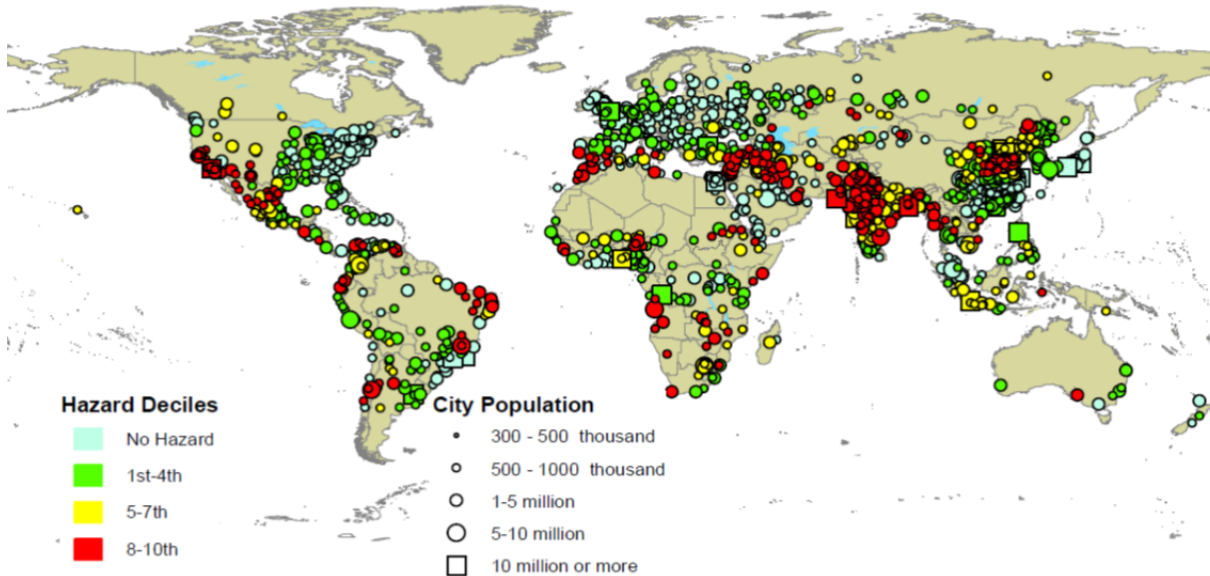 Hazard Deciles
No Hazard
1st-4th
5-7th
8-10th
City Population
300 - 500 thousand
500 - 1000 thousand
1-5 million
5-10 million
10 million or more